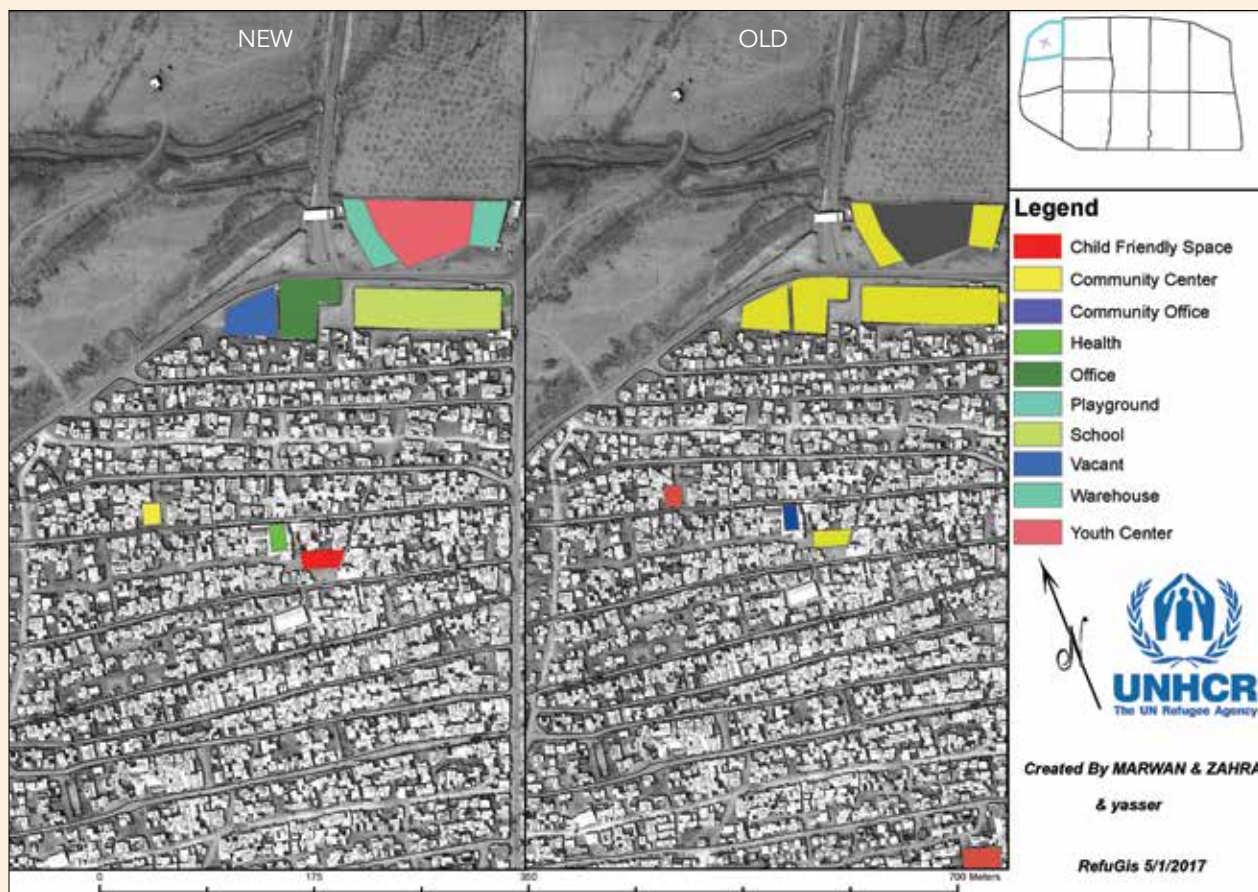 NEW
OLD
Legend
Child Friendly Space
Community Center
Community Office
Health
Office
Playground
School
Vacant
Warehouse
Youth Center
UNHCR
The UN Refugee Agency
Created By MARWAN & ZAHRA
& yasser
RefuGis 5/1/2017
0 175 350 700 Meters